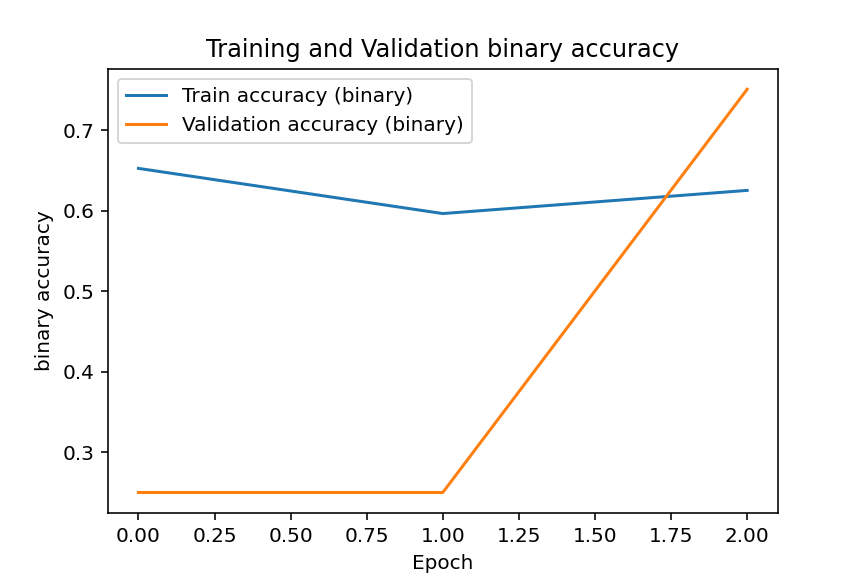 Training and Validation binary accuracy
Train accuracy (binary)
Validation accuracy (binary)
binary accuracy
0.7
0.6
0.5
0.4
0.3
0.00 0.25 0.50 0.75 1.00 1.25 1.50 1.75 2.00
Epoch